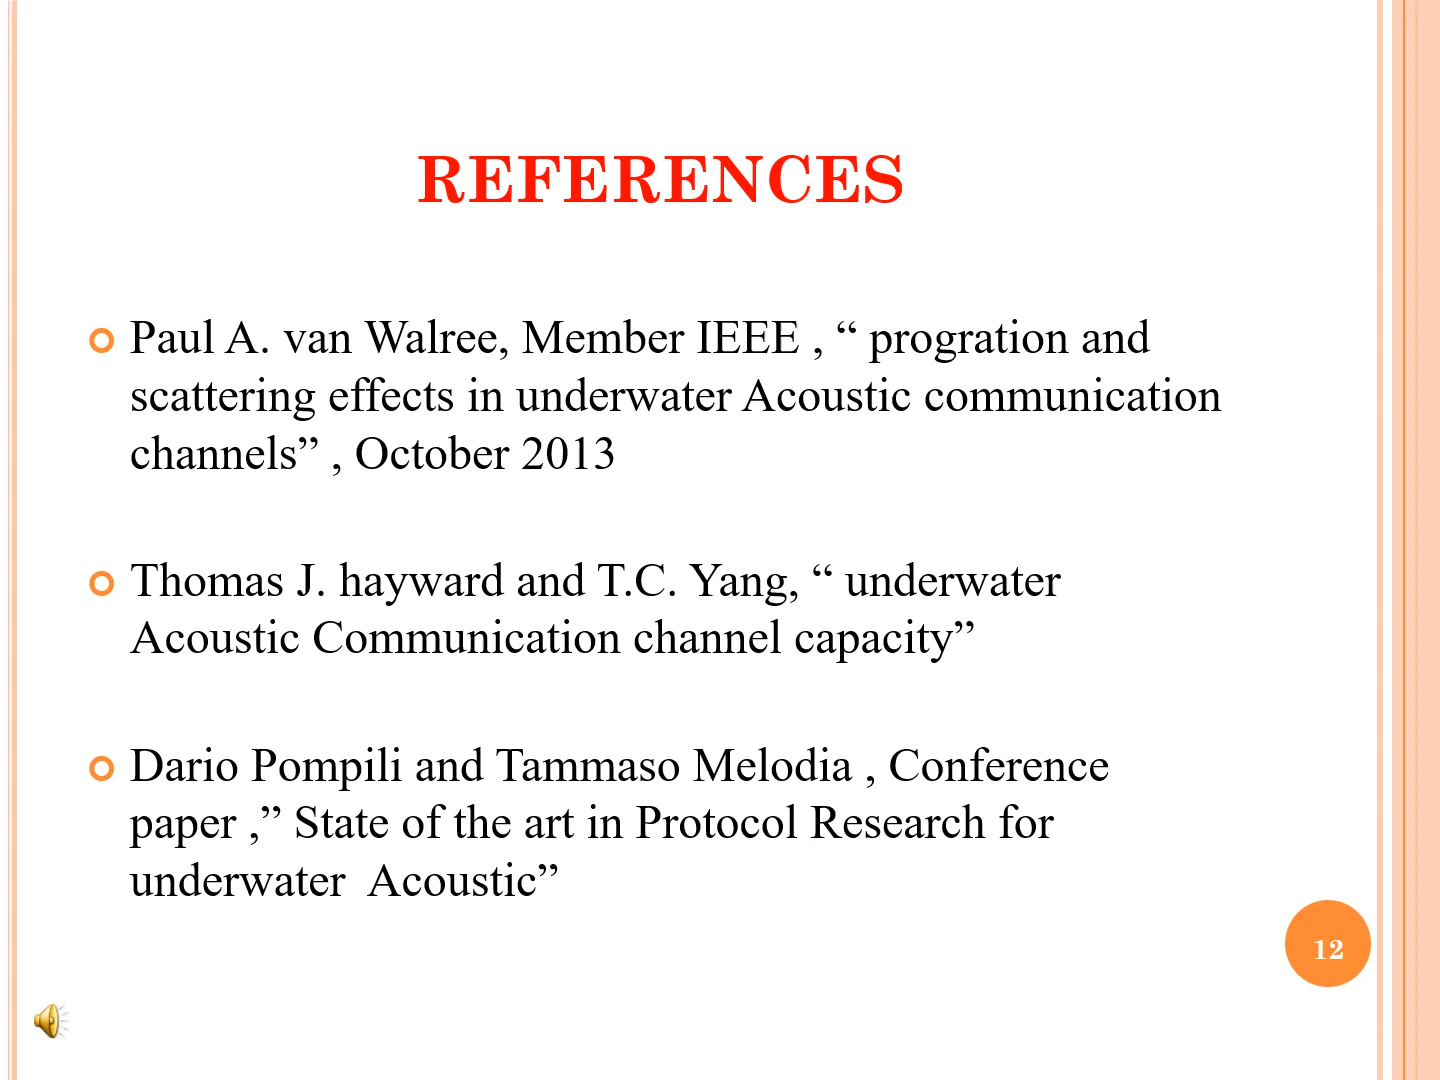 REFERENCES
Paul A. van Walree, Member IEEE , “ progration and
scattering effects in underwater Acoustic communication
channels” , October 2013
Thomas J. hayward and T.C. Yang, “ underwater
Acoustic Communication channel capacity”
Dario Pompili and Tammaso Melodia , Conference
paper ,” State of the art in Protocol Research for
underwater  Acoustic”
12